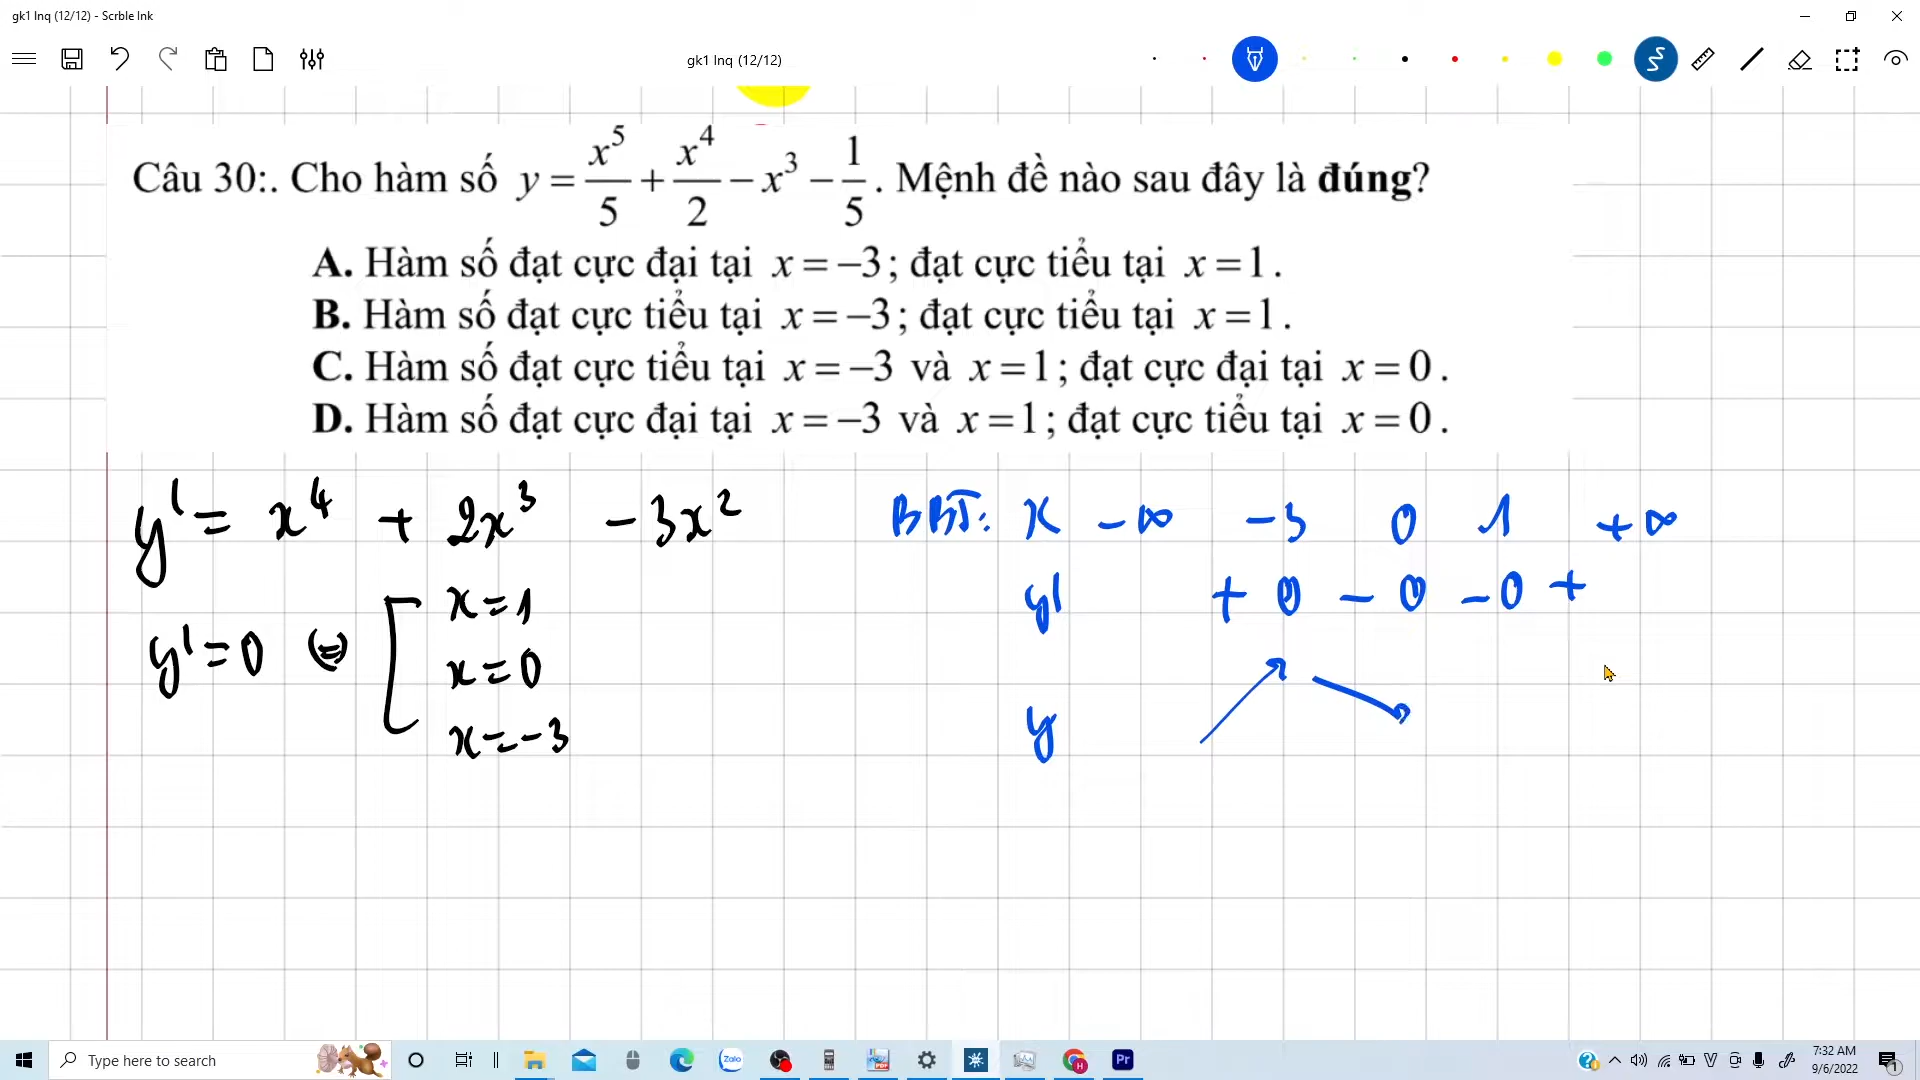 gk1 lnq (12/12) - Scrble Ink
gk1 lnq (12/12)
Câu 30:. Cho hàm số y = x^5/5 + x^4/2 − x^3 − 1/5. Mệnh đề nào sau đây là đúng?
A. Hàm số đạt cực đại tại x = −3; đạt cực tiểu tại x = 1.
B. Hàm số đạt cực tiểu tại x = −3; đạt cực tiểu tại x = 1.
C. Hàm số đạt cực tiểu tại x = −3 và x = 1; đạt cực đại tại x = 0.
D. Hàm số đạt cực đại tại x = −3 và x = 1; đạt cực tiểu tại x = 0.
y' = x^4 + 2x^3 - 3x^2
y' = 0 (=) [
x = 1
x = 0
x = -3
BBT: x -∞ -3 0 1 +∞
y' + 0 - 0 - 0 +
y
Type here to search
Zalo
Pr
7:32 AM
9/6/2022